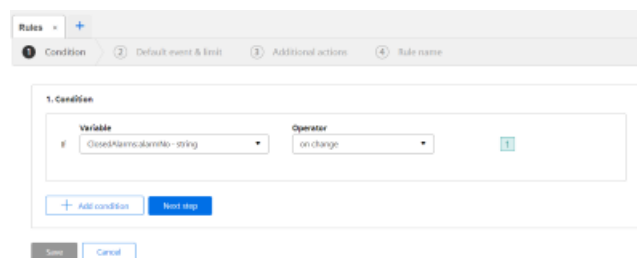 Rules × +
1 Condition 2 Default event & limit 3 Additional actions 4 Rule name
1. Condition
Variable Operator
If ClosedAlarms:alarmNo - string on change 1
+ Add condition Next step
Save Cancel